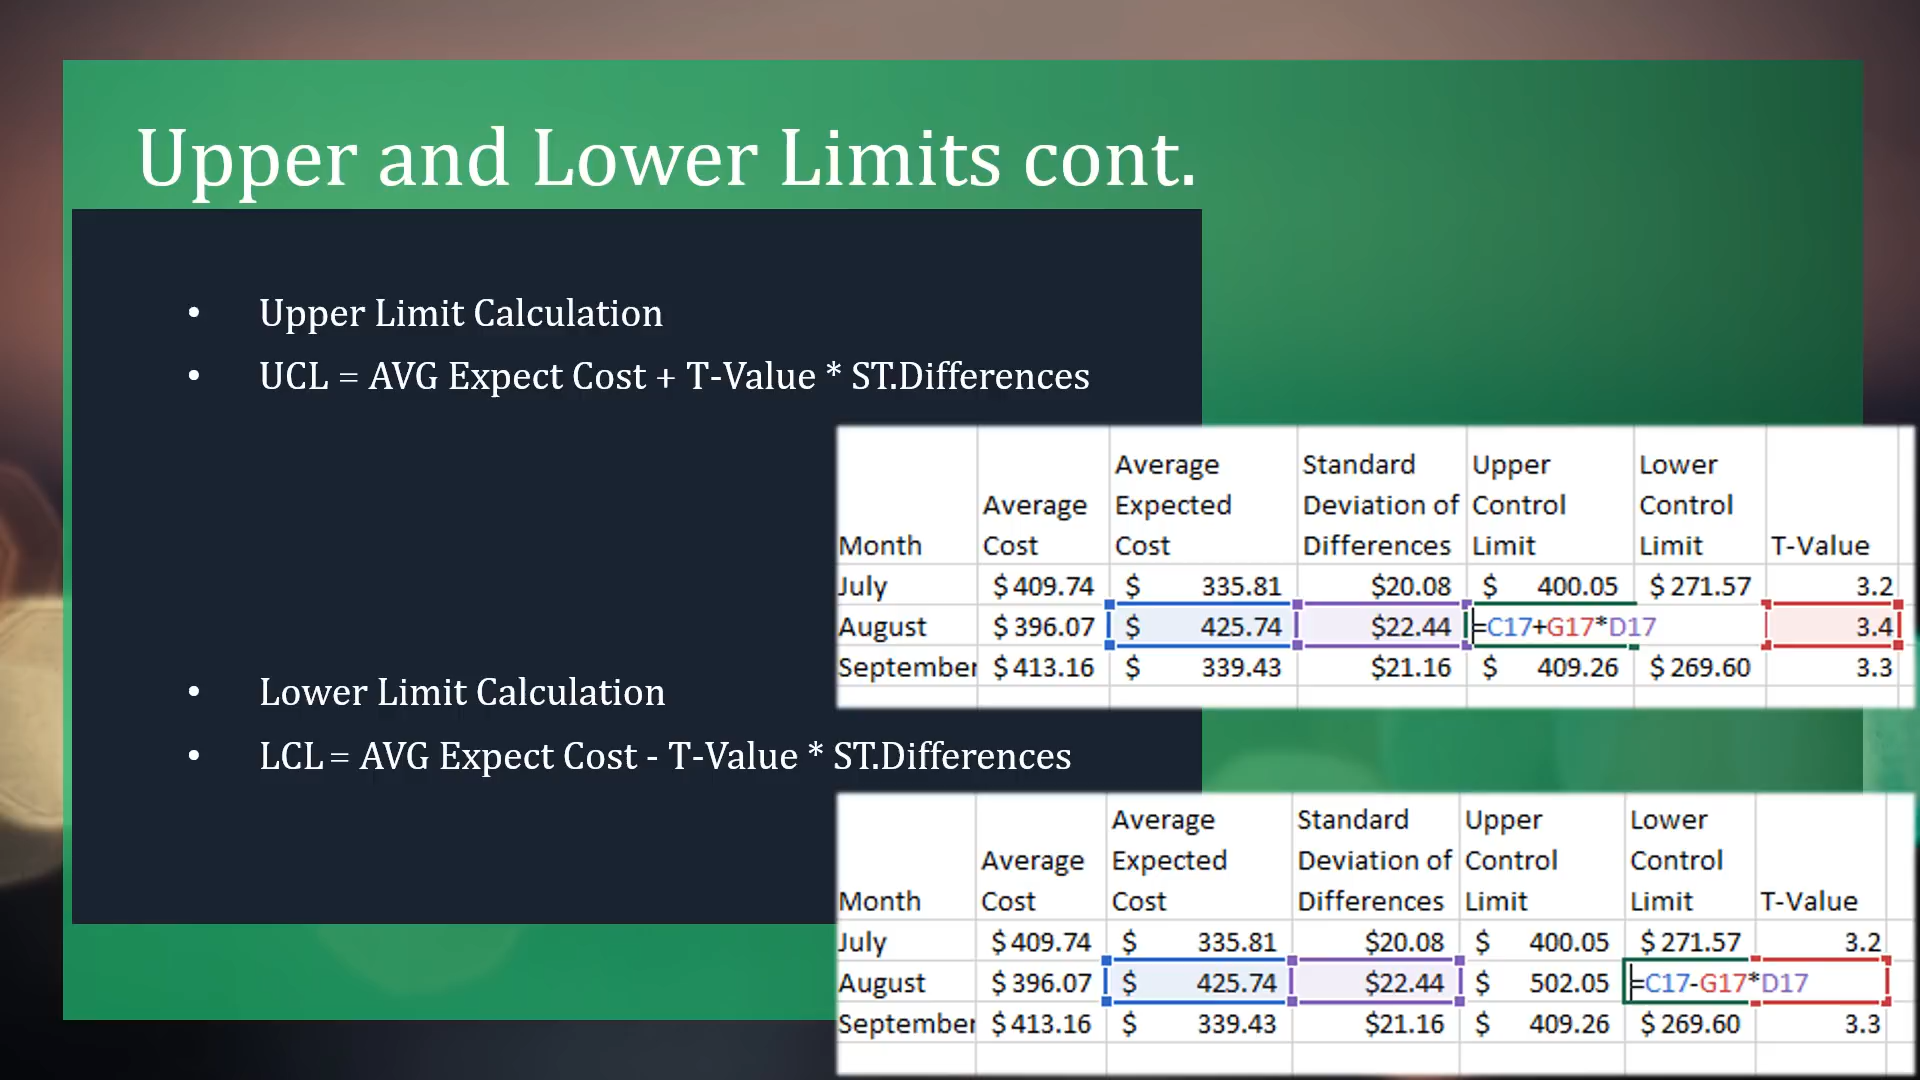 Upper and Lower Limits cont.
• Upper Limit Calculation
• UCL = AVG Expect Cost + T-Value * ST.Differences
Average Standard Upper Lower
Average Expected Deviation of Control Control
Month Cost Cost Differences Limit Limit T-Value
July $ 409.74 $ 335.81 $20.08 $ 400.05 $ 271.57 3.2
August $ 396.07 $ 425.74 $22.44 =C17+G17*D17 3.4
September $ 413.16 $ 339.43 $21.16 $ 409.26 $ 269.60 3.3
• Lower Limit Calculation
• LCL = AVG Expect Cost - T-Value * ST.Differences
Average Standard Upper Lower
Average Expected Deviation of Control Control
Month Cost Cost Differences Limit Limit T-Value
July $ 409.74 $ 335.81 $20.08 $ 400.05 $ 271.57 3.2
August $ 396.07 $ 425.74 $22.44 $ 502.05 =C17-G17*D17
September $ 413.16 $ 339.43 $21.16 $ 409.26 $ 269.60 3.3